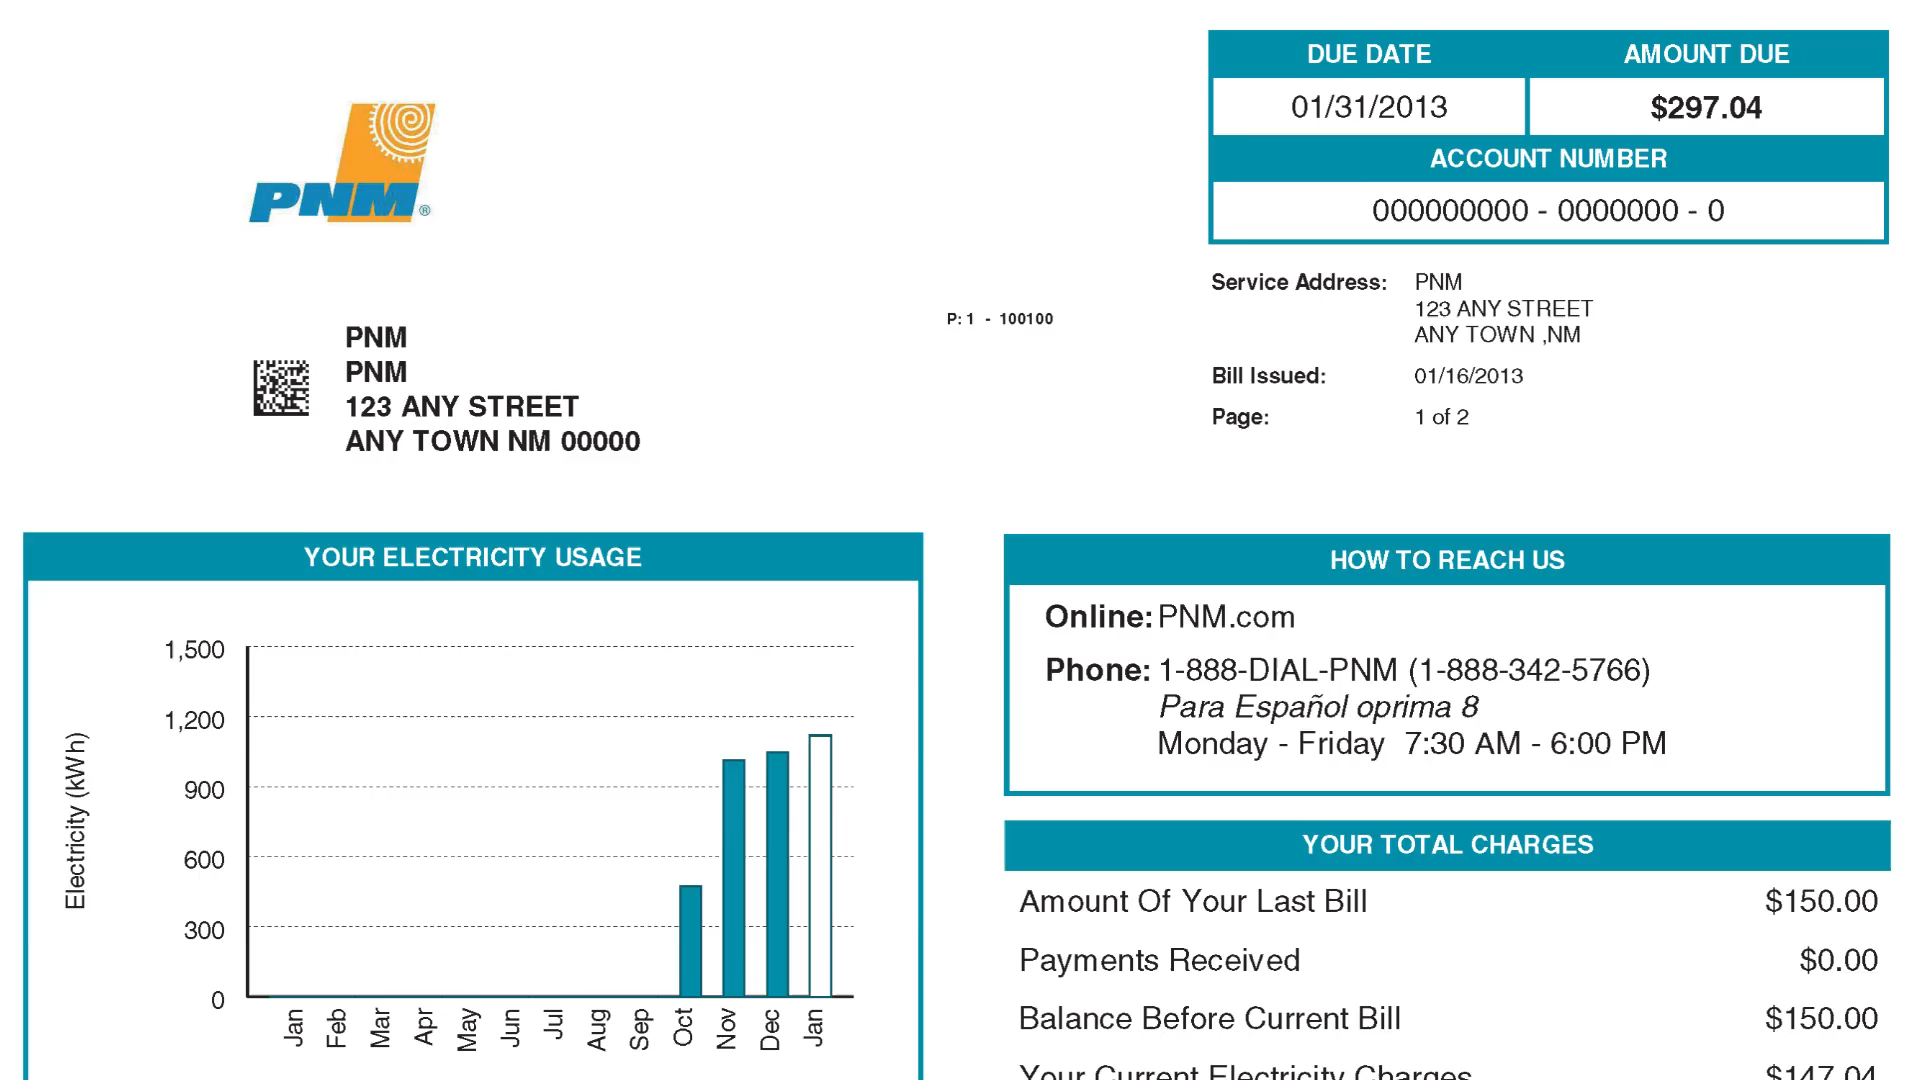 DUE DATE AMOUNT DUE
01/31/2013 $297.04
ACCOUNT NUMBER
000000000 - 0000000 - 0
PNM®
Service Address: PNM
123 ANY STREET
ANY TOWN ,NM
Bill Issued: 01/16/2013
Page: 1 of 2
P: 1 - 100100
PNM
PNM
123 ANY STREET
ANY TOWN NM 00000
YOUR ELECTRICITY USAGE
Electricity (kWh)
1,500
1,200
900
600
300
0
Jan Feb Mar Apr May Jun Jul Aug Sep Oct Nov Dec Jan
HOW TO REACH US
Online: PNM.com
Phone: 1-888-DIAL-PNM (1-888-342-5766)
Para Español oprima 8
Monday - Friday 7:30 AM - 6:00 PM
YOUR TOTAL CHARGES
Amount Of Your Last Bill $150.00
Payments Received $0.00
Balance Before Current Bill $150.00
Your Current Electricity Charges $147.04